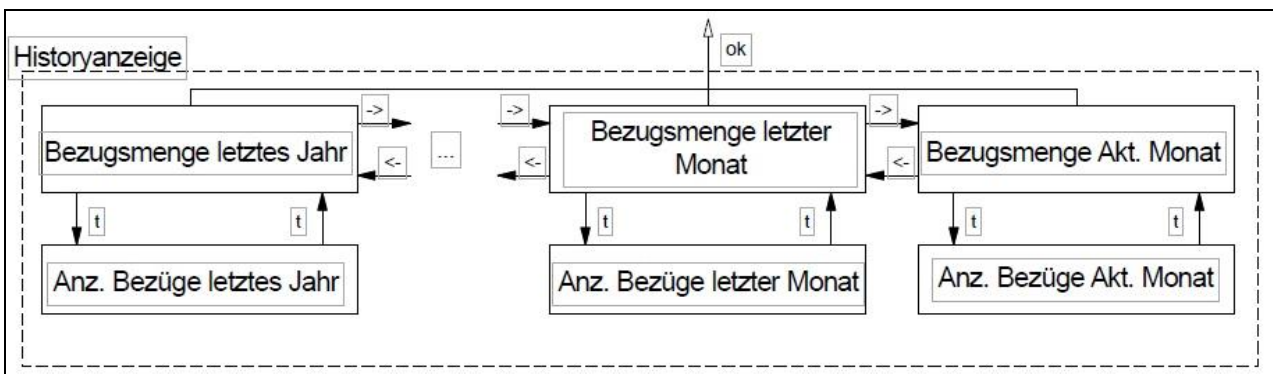 ok
Historyanzeige
-> -> ->
Bezugsmenge letztes Jahr
...
Bezugsmenge letzter
Monat
Bezugsmenge Akt. Monat
<- <- <-
t t t t t t
Anz. Bezüge letztes Jahr
Anz. Bezüge letzter Monat
Anz. Bezüge Akt. Monat